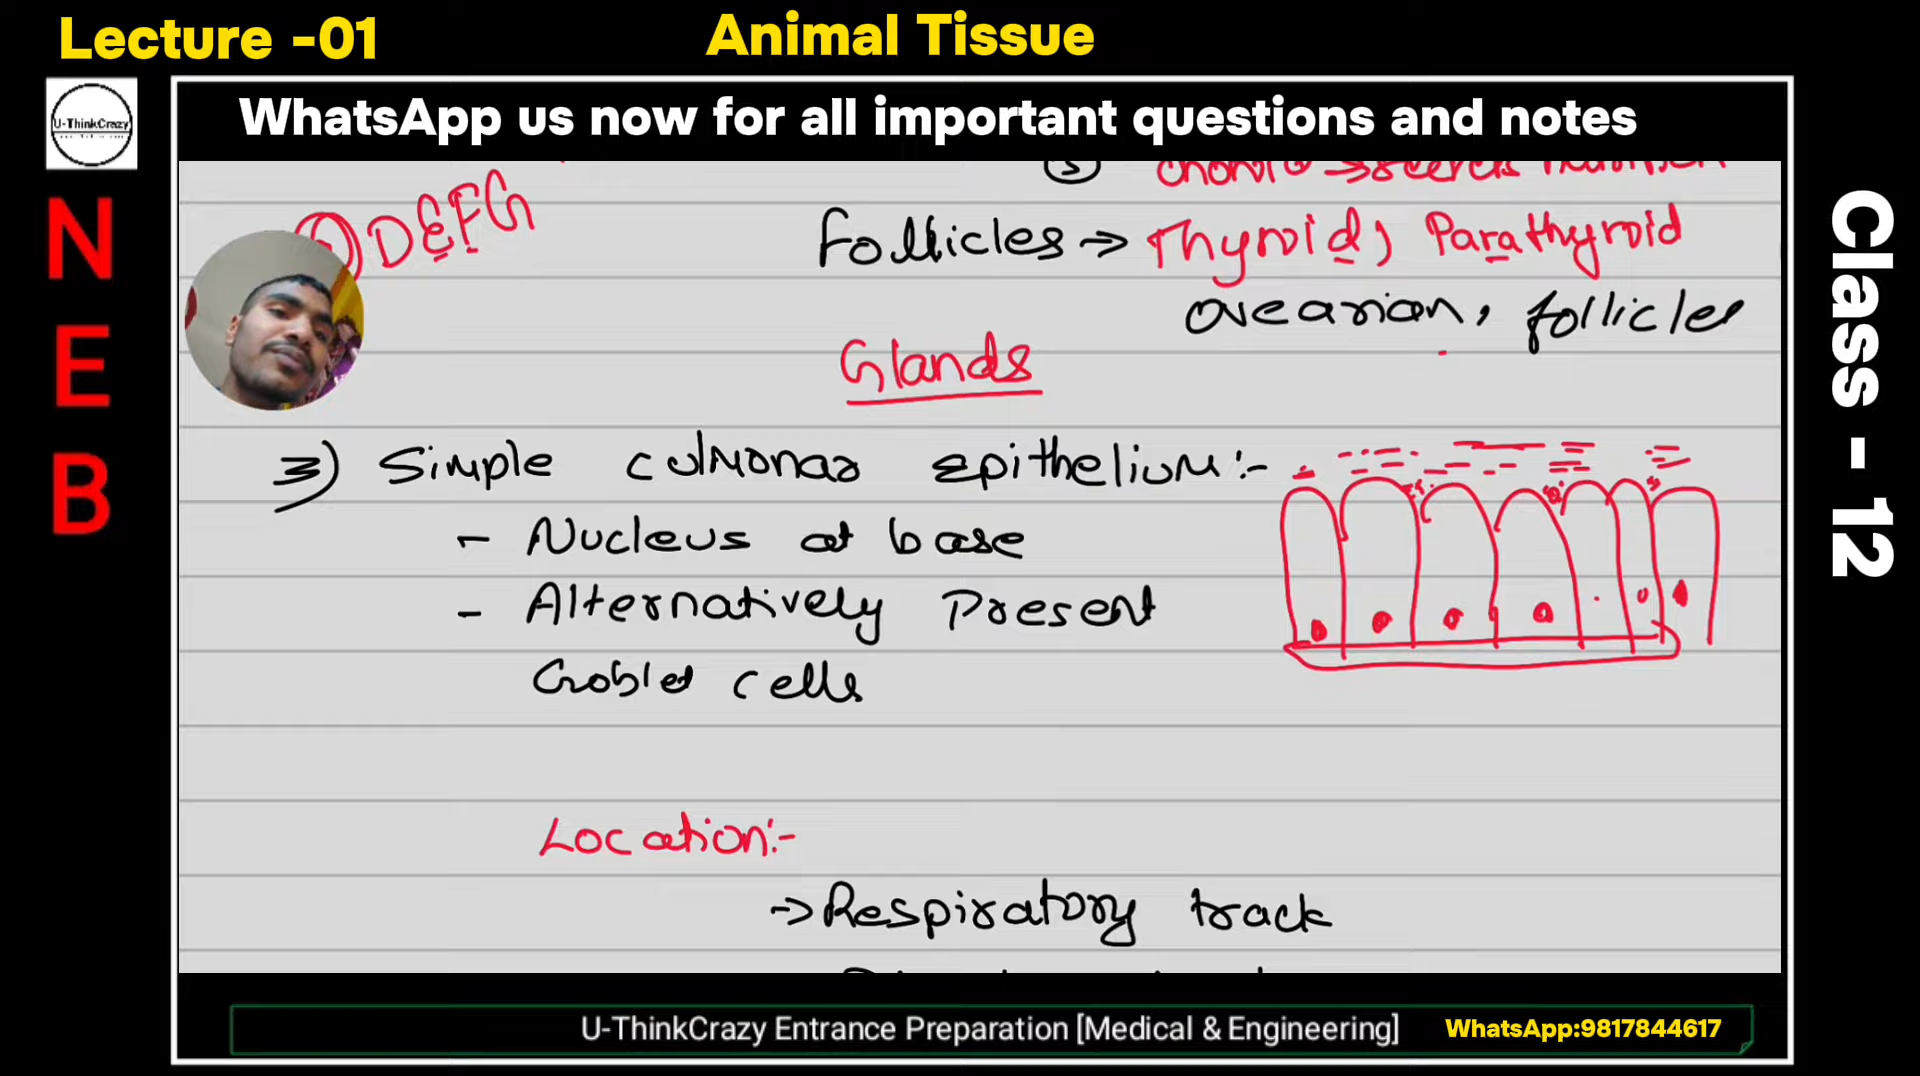 Lecture -01
Animal Tissue
U-ThinkCrazy
WhatsApp us now for all important questions and notes
N
E
B
Class - 12
DEFG
Follicles → Thyroid, Parathyroid
ovearian, follicles
Glands
3) Simple culmonar Epithelium:-
- Nucleus at base
- Alternatively Present
Goblet cells
Location:-
→ Respiratory track
U-ThinkCrazy Entrance Preparation [Medical & Engineering]
WhatsApp:9817844617